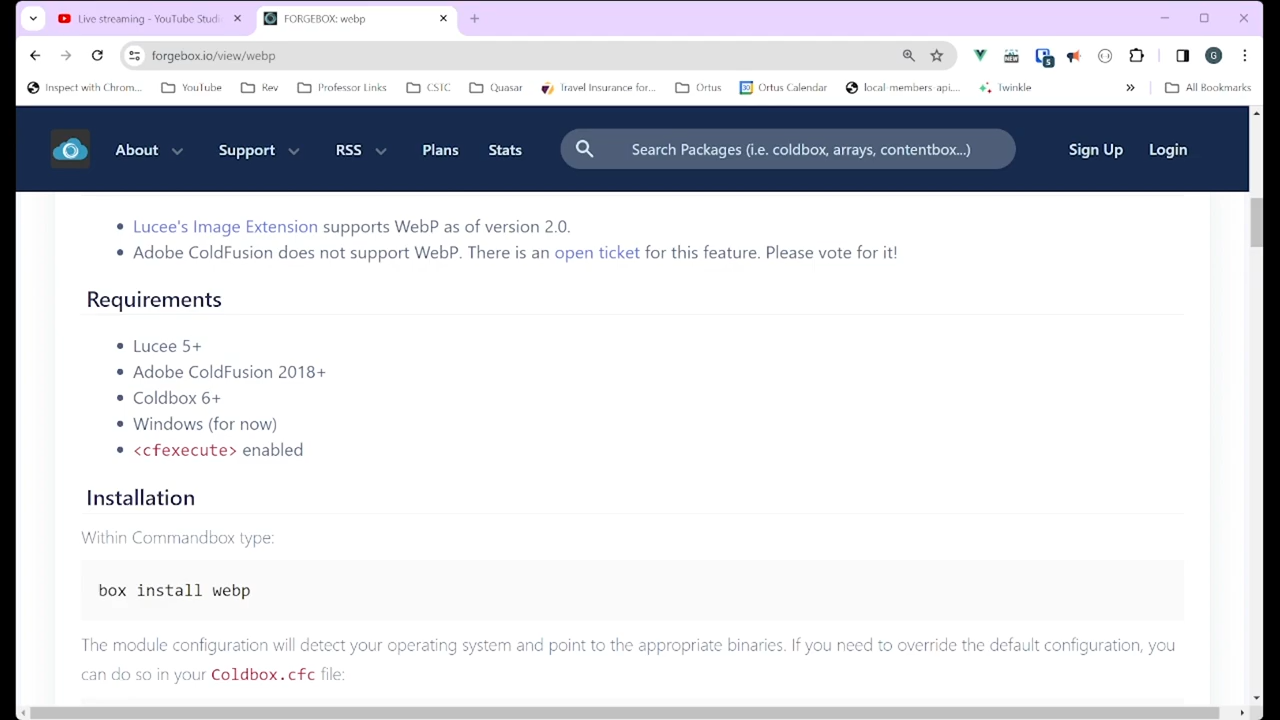 Live streaming - YouTube Studi
FORGEBOX: webp
forgebox.io/view/webp
Inspect with Chrom...
YouTube
Rev
Professor Links
CSTC
Quasar
Travel Insurance for...
Ortus
Ortus Calendar
local-members-api....
Twinkle
All Bookmarks
About
Support
RSS
Plans
Stats
Search Packages (i.e. coldbox, arrays, contentbox...)
Sign Up
Login
Lucee's Image Extension supports WebP as of version 2.0.
Adobe ColdFusion does not support WebP. There is an open ticket for this feature. Please vote for it!
Requirements
Lucee 5+
Adobe ColdFusion 2018+
Coldbox 6+
Windows (for now)
<cfexecute> enabled
Installation
Within Commandbox type:
box install webp
The module configuration will detect your operating system and point to the appropriate binaries. If you need to override the default configuration, you
can do so in your Coldbox.cfc file: